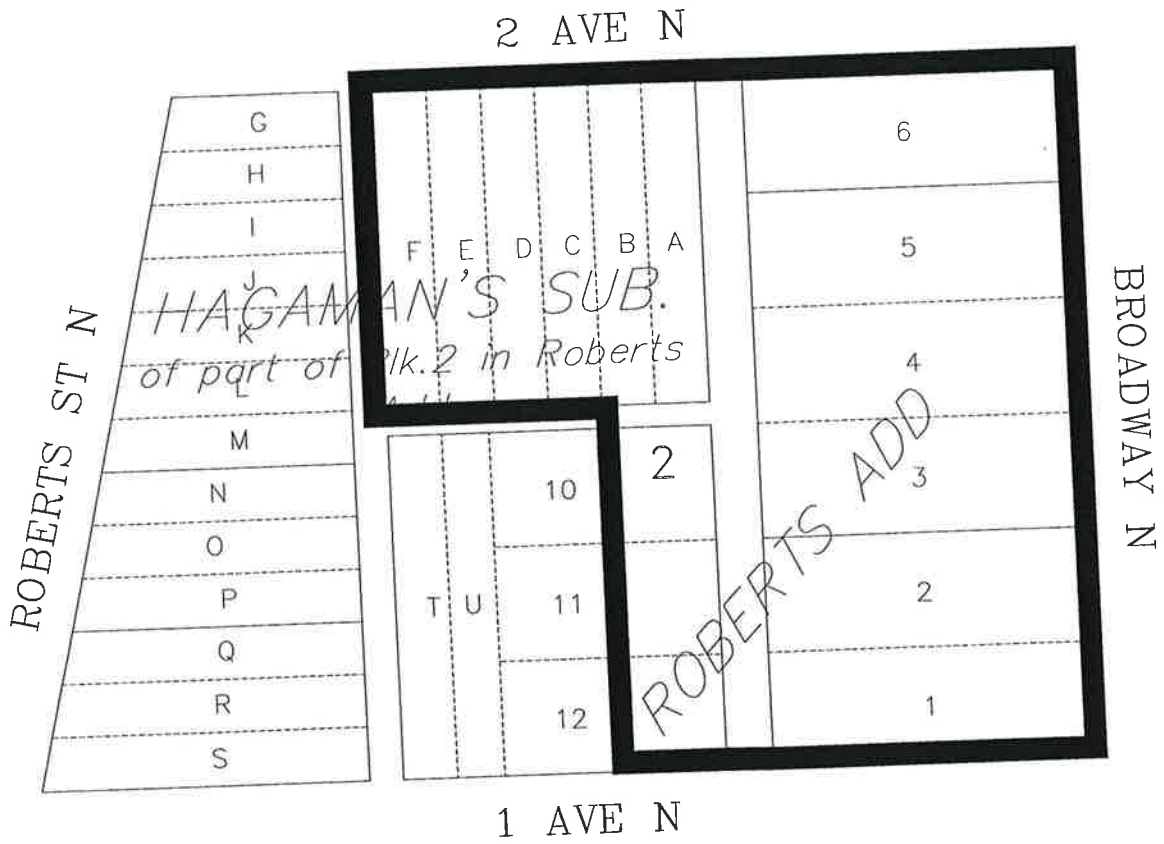 2 AVE N
G
H
I
J
K
L
M
N
O
P
Q
R
S
F E D C B A
HAGAMAN'S SUB.
of part of Blk.2 in Roberts
6
5
4
3
2
1
2
10
11
12
T U
ROBERTS ADD
ROBERTS ST N
BROADWAY N
1 AVE N